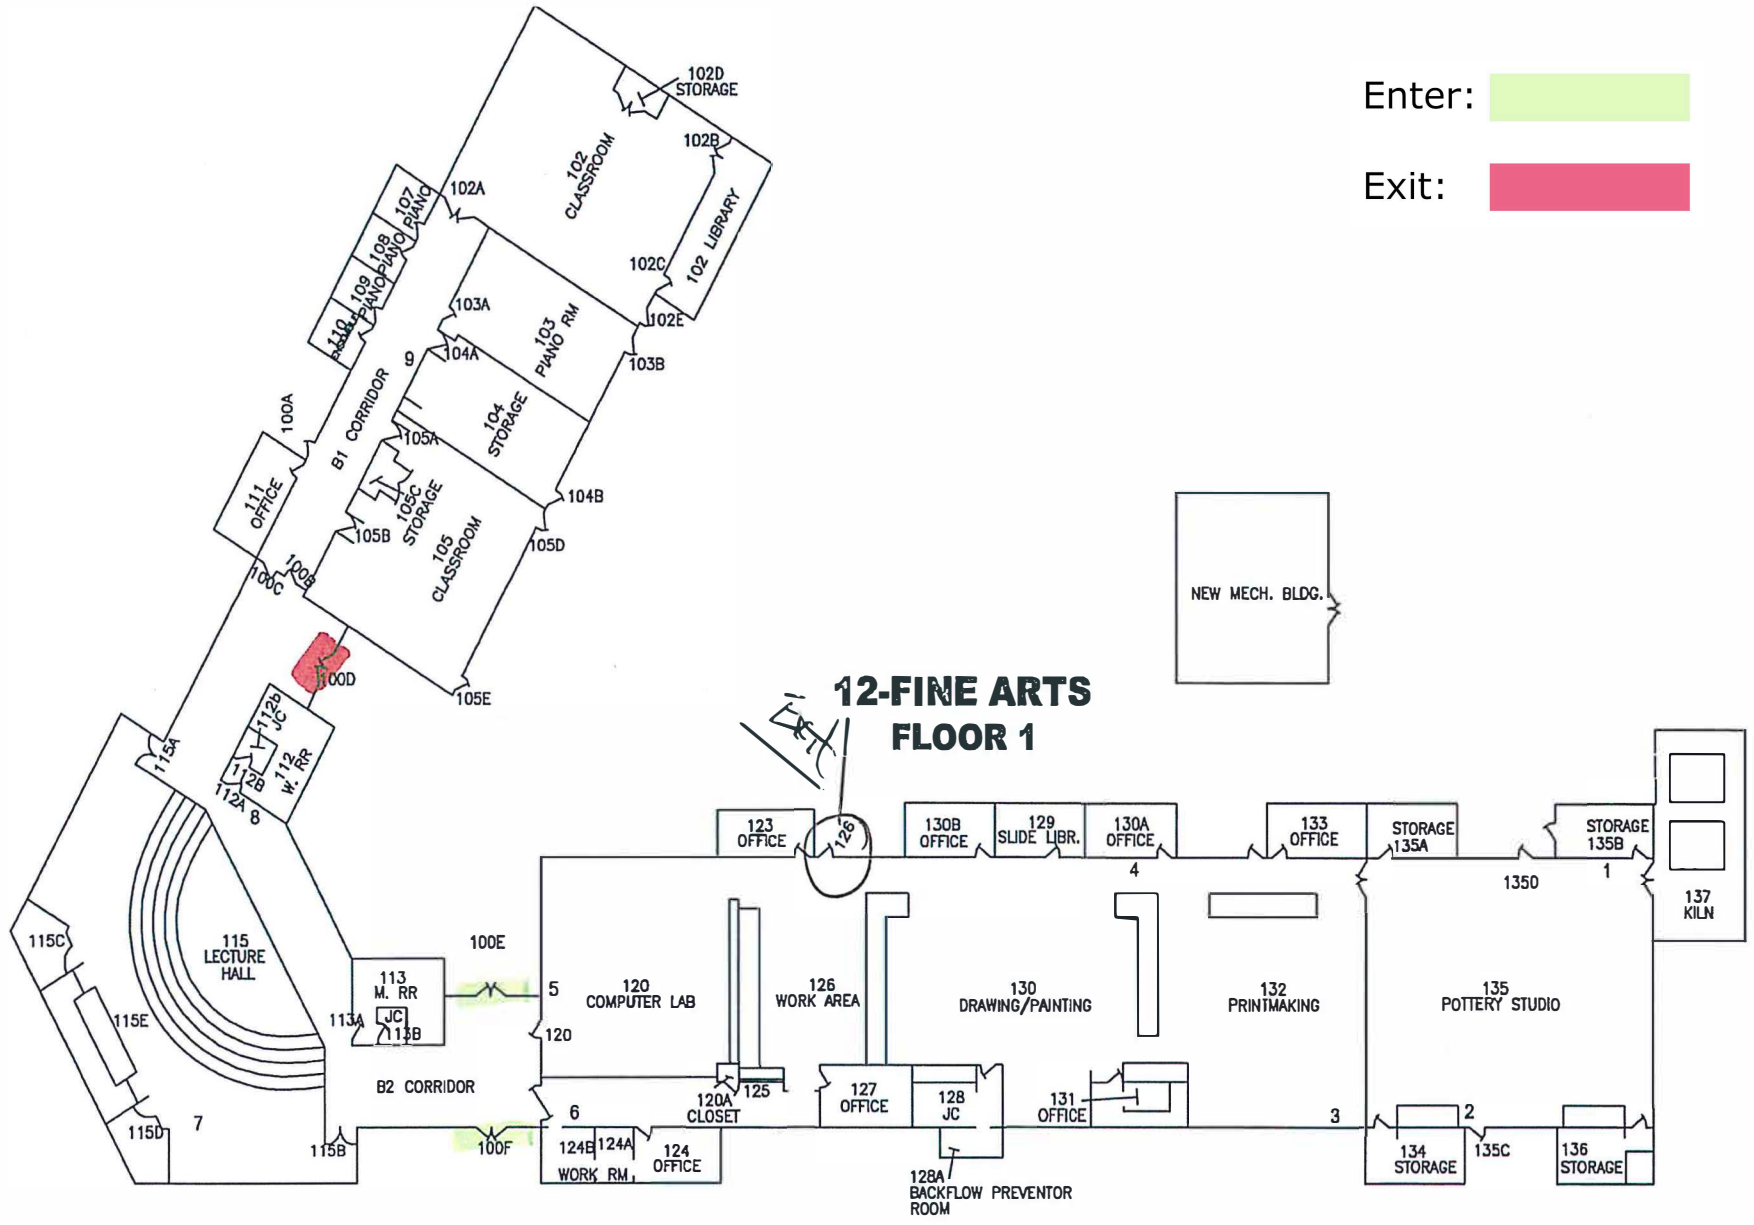 Enter:
Exit:
102D
STORAGE
102B
102
CLASSROOM
102 LIBRARY
102A
107
PIANO
108
PIANO
109
PIANO
110
102C
102E
103A
103
PIANO RM
103B
104A
9
104
STORAGE
100A
B1 CORRIDOR
105A
111
OFFICE
105C
STORAGE
104B
105B
105
CLASSROOM
105D
100B
100C
NEW MECH. BLDG.
100D
105E
12-FINE ARTS
FLOOR 1
Exit
112b
JC
112
W. RR
115A
112B
112A
8
123
OFFICE
126
130B
OFFICE
129
SLIDE LIBR.
130A
OFFICE
133
OFFICE
STORAGE
135A
STORAGE
135B
4
1350
1
137
KILN
115C
115
LECTURE
HALL
100E
113
M. RR
JC
113A
113B
5
120
COMPUTER LAB
126
WORK AREA
130
DRAWING/PAINTING
132
PRINTMAKING
135
POTTERY STUDIO
115E
120
B2 CORRIDOR
120A
CLOSET
125
127
OFFICE
128
JC
131
OFFICE
115D
7
6
3
2
115B
100F
124B
124A
WORK RM.
124
OFFICE
134
STORAGE
135C
136
STORAGE
128A
BACKFLOW PREVENTOR
ROOM